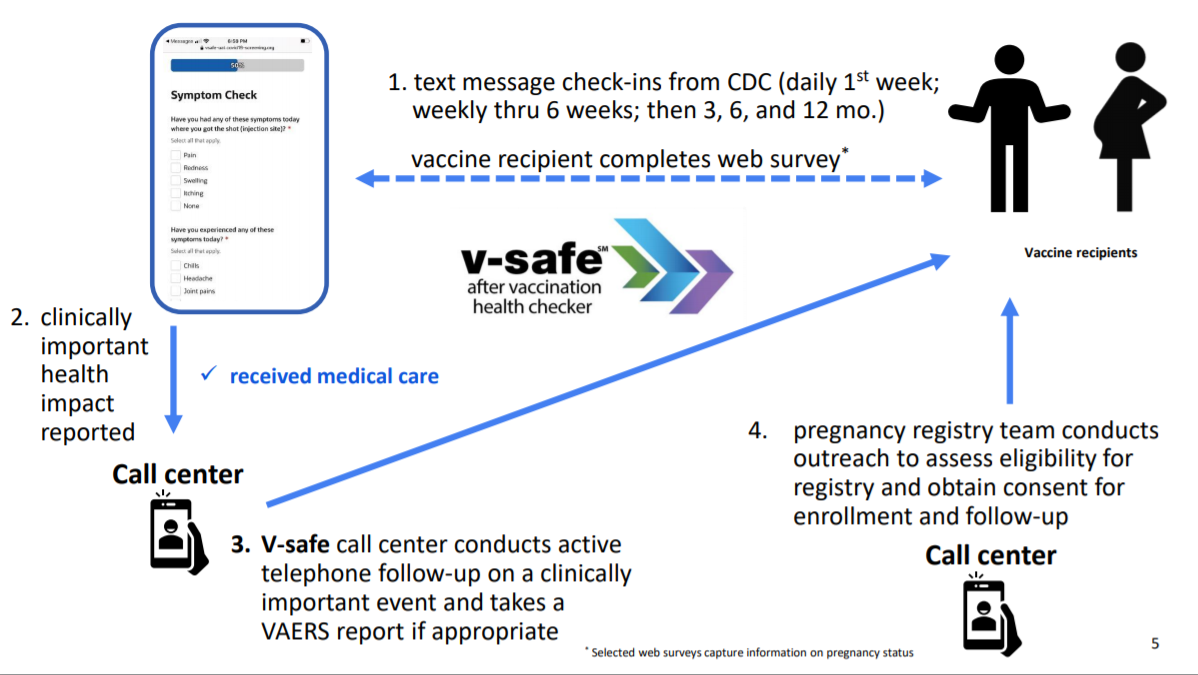 Messages 6:58 PM
50%
Symptom Check
Have you had any of these symptoms today
where you got the shot (injection site)? *
Select all that apply.
Pain
Redness
Swelling
Itching
None
Have you experienced any of these
symptoms today? *
Select all that apply.
Chills
Headache
Joint pains
1. text message check-ins from CDC (daily 1st week;
weekly thru 6 weeks; then 3, 6, and 12 mo.)
vaccine recipient completes web survey*
Vaccine recipients
v-safe℠
after vaccination
health checker
2. clinically
important
health
impact
reported
✓ received medical care
Call center
3. V-safe call center conducts active
telephone follow-up on a clinically
important event and takes a
VAERS report if appropriate
4. pregnancy registry team conducts
outreach to assess eligibility for
registry and obtain consent for
enrollment and follow-up
Call center
* Selected web surveys capture information on pregnancy status
5